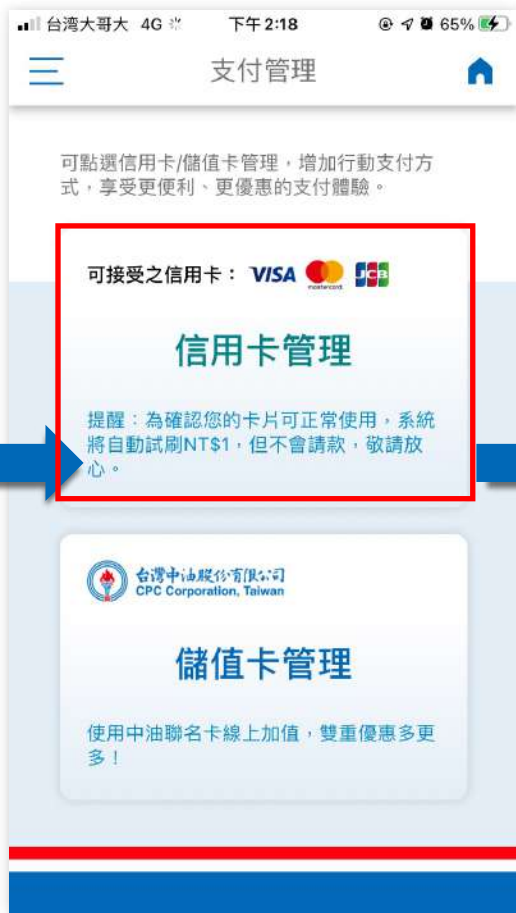 台湾大哥大 4G 下午2:18 65%
支付管理
可點選信用卡/儲值卡管理，增加行動支付方
式，享受更便利、更優惠的支付體驗。
可接受之信用卡： VISA mastercard JCB
信用卡管理
提醒：為確認您的卡片可正常使用，系統
將自動試刷NT$1，但不會請款，敬請放
心。
台灣中油股份有限公司
CPC Corporation, Taiwan
儲值卡管理
使用中油聯名卡線上加值，雙重優惠多更
多！